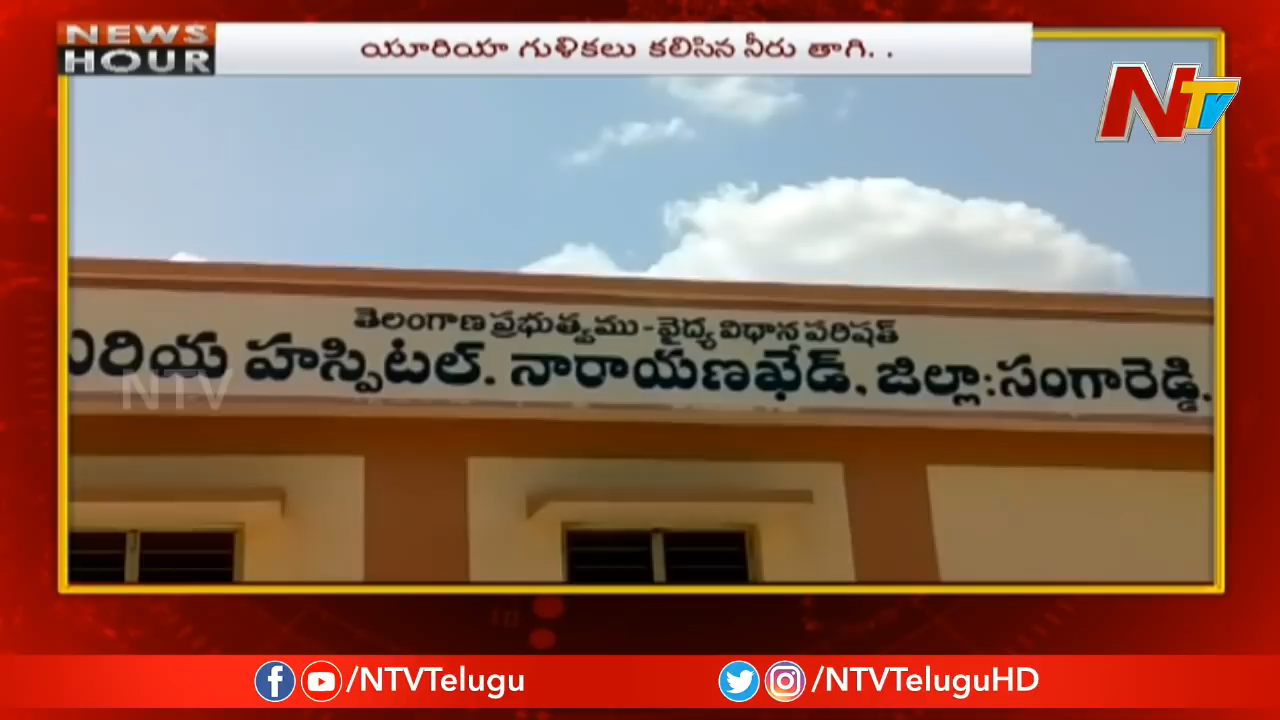 NEWS
HOUR
యూరియా గుళికలు కలిసిన నీరు తాగి. .
NTV
తెలంగాణ ప్రభుత్వము - వైద్య విధాన పరిషత్
హస్పిటల్. నారాయణఖేడ్, జిల్లా: సంగారెడ్డి.
NTV
/NTVTelugu
/NTVTeluguHD